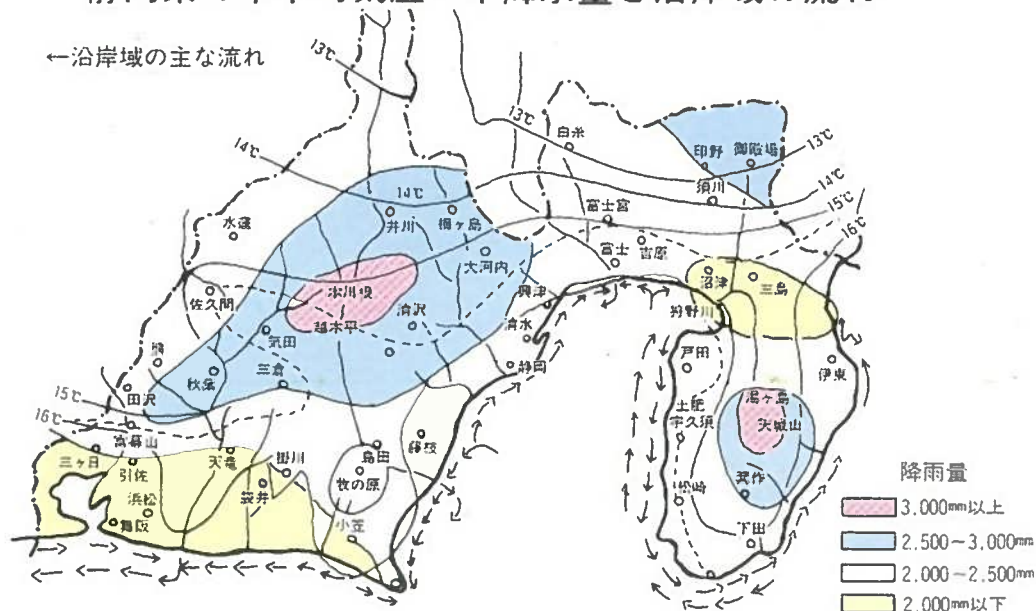 ←沿岸域の主な流れ
13℃
13℃
白糸
印野
御殿場
13℃
14℃
14℃
須川
14℃
15℃
16℃
水窪
井川
梅ヶ島
富士宮
富士
吉原
大河内
沼津
三島
佐久間
本川根
興津
狩野川
越木平
清沢
清水
気田
戸田
静岡
伊東
熊
秋葉
三倉
田沢
湯ヶ島
天城山
土肥
宇久須
15℃
16℃
富幕山
藤枝
三ヶ日
引佐
天竜
掛川
島田
牧の原
箕作
浜松
袋井
松崎
舞阪
小笠
下田
降雨量
3.000mm以上
2.500～3.000mm
2.000～2.500mm
2.000mm以下